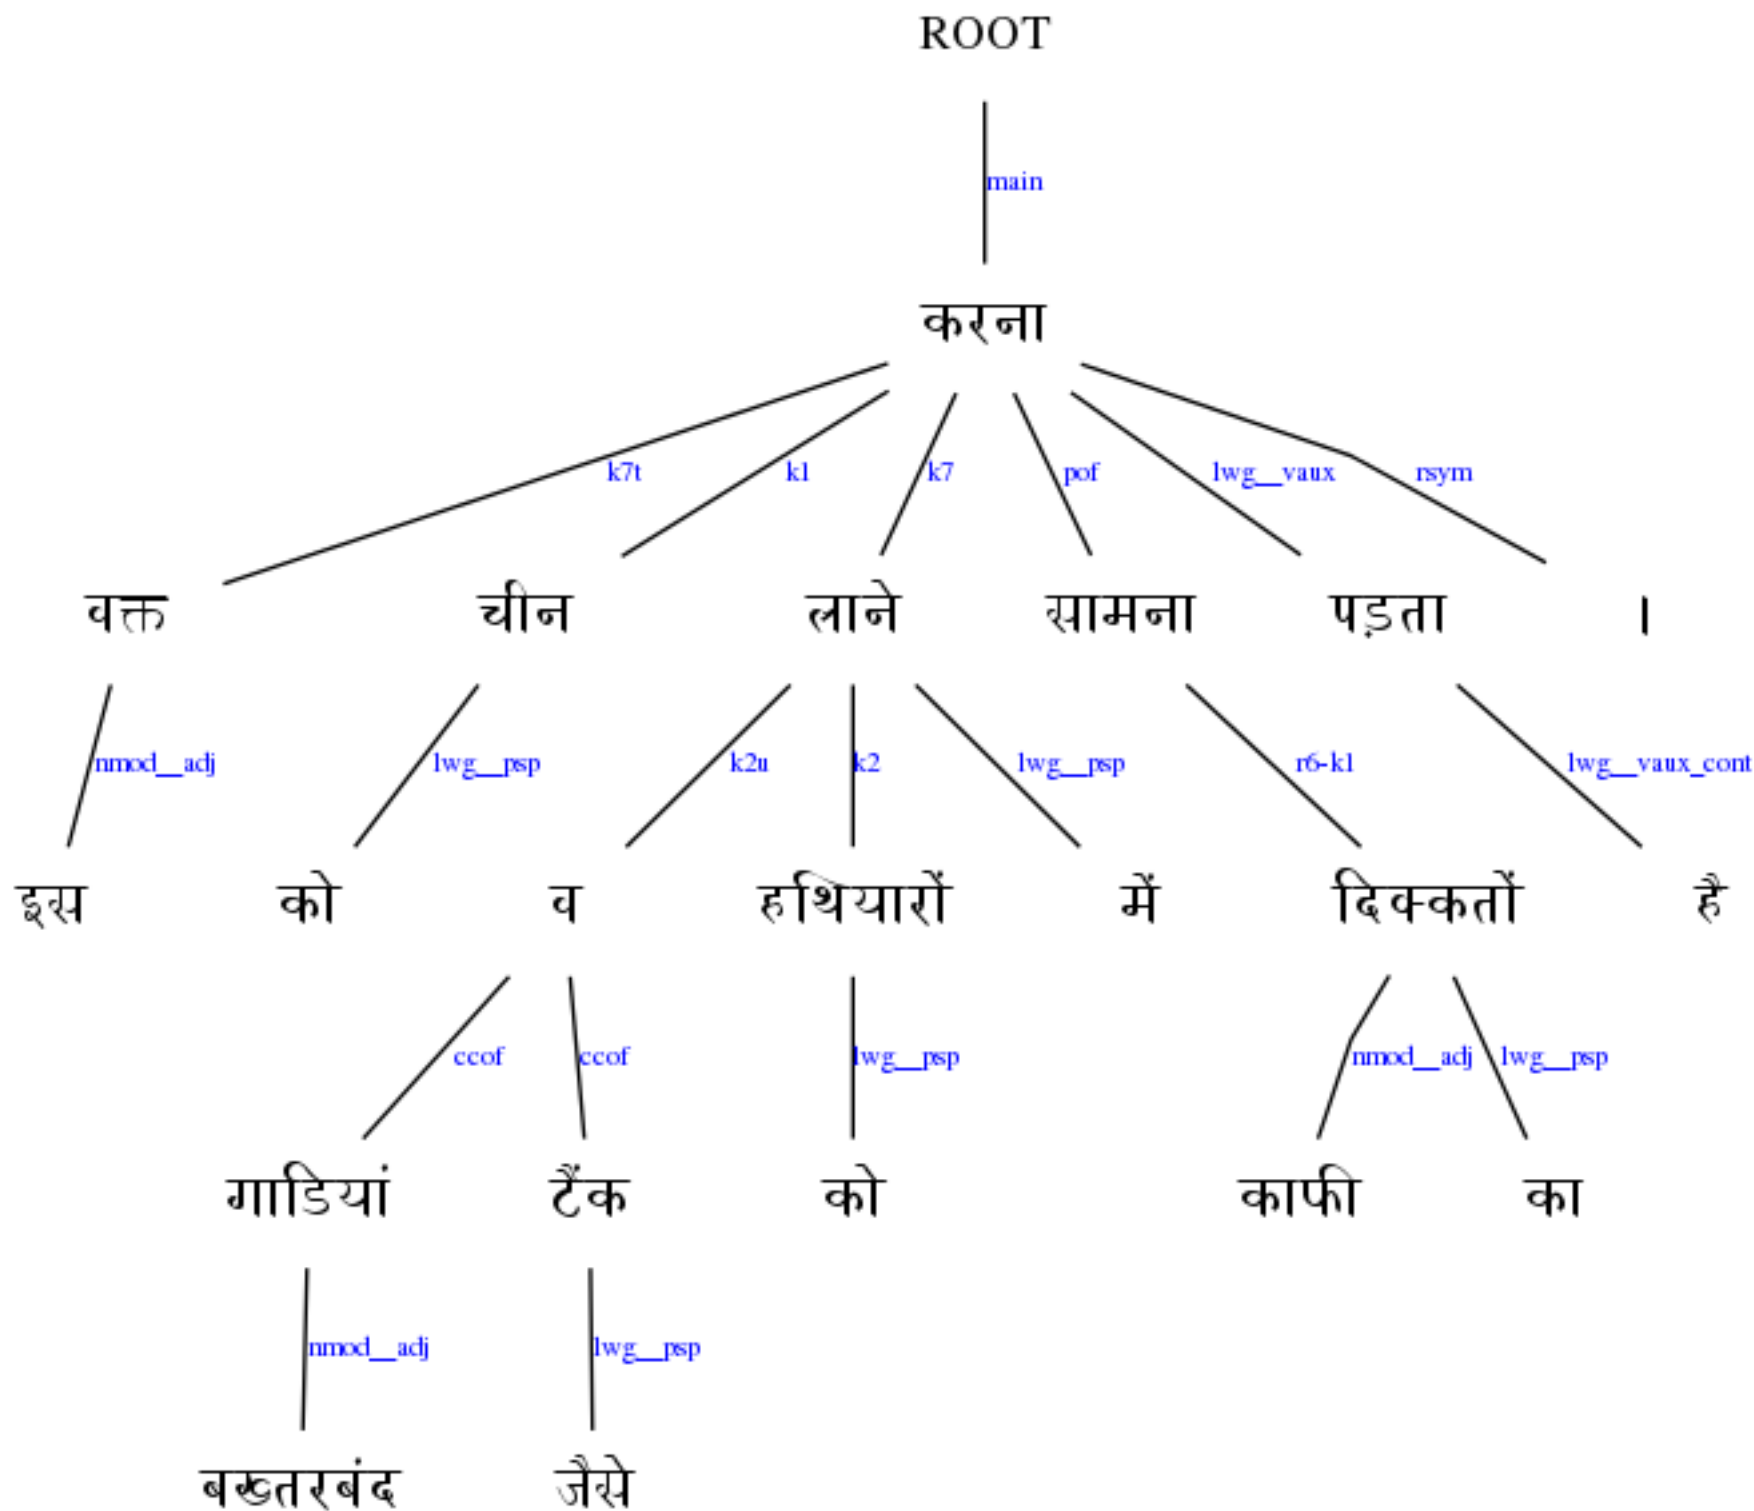 ROOT
main
करना
k7t k1 k7 pof lwg__vaux rsym
वक्त चीन लाने सामना पड़ता ।
nmod__adj lwg__psp k2u k2 lwg__psp r6-k1 lwg__vaux_cont
इस को व हथियारों में दिक्कतों है
ccof ccof lwg__psp nmod__adj lwg__psp
गाडियां टैंक को काफी का
nmod__adj lwg__psp
बख्तरबंद जैसे